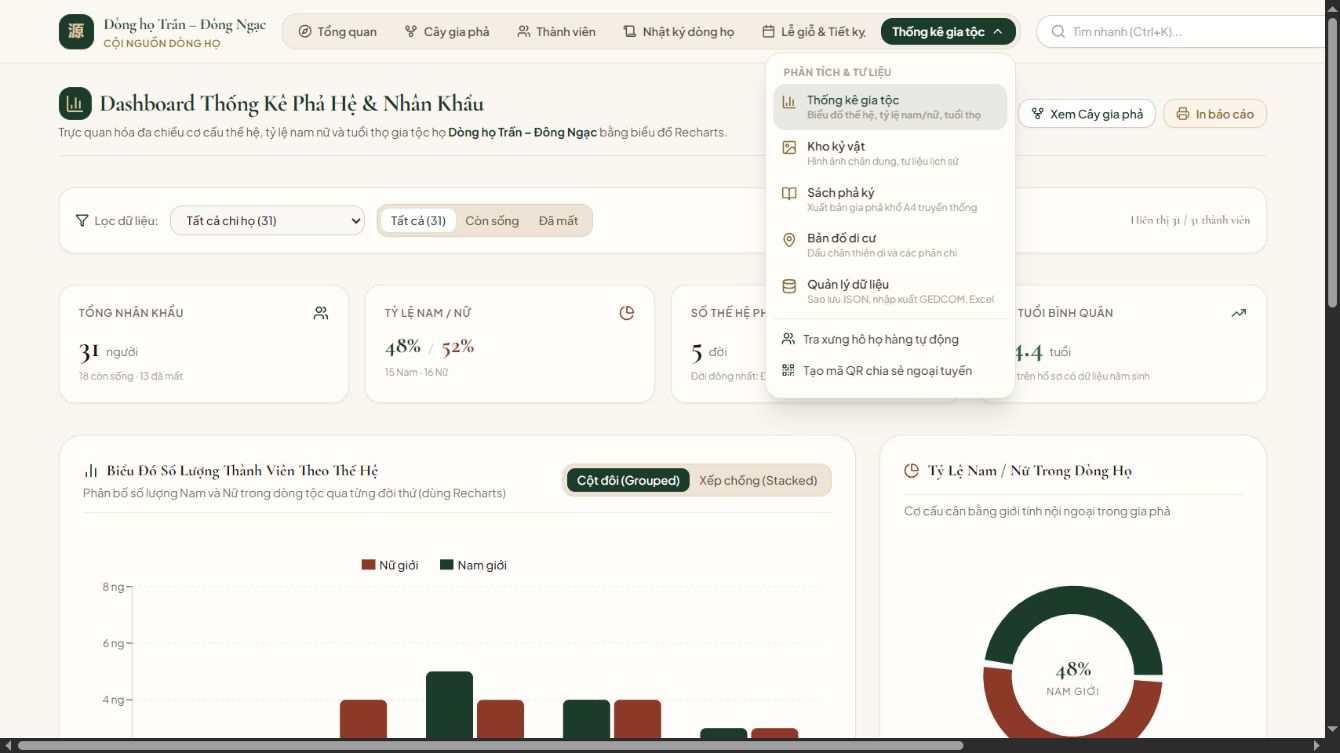 源
Dòng họ Trần – Đông Ngạc
CỘI NGUỒN DÒNG HỌ
Tổng quan
Cây gia phả
Thành viên
Nhật ký dòng họ
Lễ giỗ & Tiết kỵ
Thống kê gia tộc
Tìm nhanh (Ctrl+K)...
Dashboard Thống Kê Phả Hệ & Nhân Khẩu
Trực quan hóa đa chiều cơ cấu thế hệ, tỷ lệ nam nữ và tuổi thọ gia tộc họ Dòng họ Trần – Đông Ngạc bằng biểu đồ Recharts.
Xem Cây gia phả
In báo cáo
PHÂN TÍCH & TƯ LIỆU
Thống kê gia tộc
Biểu đồ thế hệ, tỷ lệ nam/nữ, tuổi thọ
Kho kỷ vật
Hình ảnh chân dung, tư liệu lịch sử
Sách phả ký
Xuất bản gia phả khổ A4 truyền thống
Bản đồ di cư
Dấu chân thiên di và các phân chi
Quản lý dữ liệu
Sao lưu JSON, nhập xuất GEDCOM, Excel
Tra xưng hô họ hàng tự động
Tạo mã QR chia sẻ ngoại tuyến
Lọc dữ liệu:
Tất cả chi họ (31)
Tất cả (31)
Còn sống
Đã mất
Hiển thị 31 / 31 thành viên
TỔNG NHÂN KHẨU
31 người
18 còn sống · 13 đã mất
TỶ LỆ NAM / NỮ
48% / 52%
15 Nam · 16 Nữ
SỐ THẾ HỆ
5 đời
Đời đông nhất:
TUỔI BÌNH QUÂN
4.4 tuổi
trên hồ sơ có dữ liệu năm sinh
Biểu Đồ Số Lượng Thành Viên Theo Thế Hệ
Phân bố số lượng Nam và Nữ trong dòng tộc qua từng đời thứ (dùng Recharts)
Cột đôi (Grouped)
Xếp chồng (Stacked)
Nữ giới
Nam giới
8 ng
6 ng
4 ng
Tỷ Lệ Nam / Nữ Trong Dòng Họ
Cơ cấu cân bằng giới tính nội ngoại trong gia phả
48%
NAM GIỚI